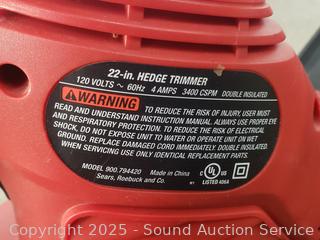 22-in. HEDGE TRIMMER
120 VOLTS ~ 60Hz 4 AMPS 3400 CSPM DOUBLE INSULATED
WARNING TO REDUCE THE RISK OF INJURY, USER MUST
READ AND UNDERSTAND INSTRUCTION MANUAL. ALWAYS USE PROPER EYE
AND RESPIRATORY PROTECTION. TO REDUCE THE RISK OF ELECTRICAL
SHOCK, DO NOT EXPOSE UNIT TO WATER OR OPERATE ON WET GROUND.
REPLACE DAMAGED CORD IMMEDIATELY. DOUBLE INSULATED:
WHEN SERVICING USE ONLY IDENTICAL REPLACEMENT PARTS.
MODEL 900.794420 Made in China
Sears, Roebuck and Co.
C UL US
LISTED 406A
Copyright 2025 - Sound Auction Service